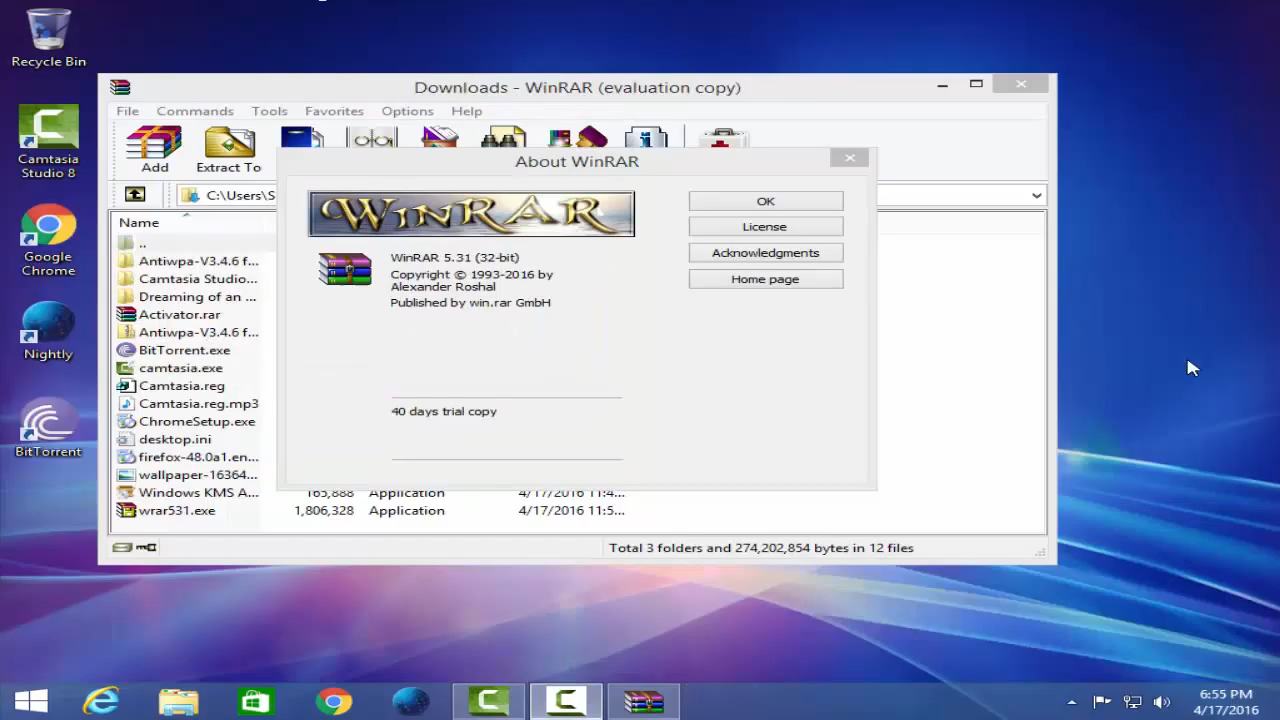 Recycle Bin
Camtasia
Studio 8
Google
Chrome
Nightly
BitTorrent
Downloads - WinRAR (evaluation copy)
File Commands Tools Favorites Options Help
Add Extract To
C:\Users\S
Name
..
Antiwpa-V3.4.6 f...
Camtasia Studio...
Dreaming of an ...
Activator.rar
Antiwpa-V3.4.6 f...
BitTorrent.exe
camtasia.exe
Camtasia.reg
Camtasia.reg.mp3
ChromeSetup.exe
desktop.ini
firefox-48.0a1.en...
wallpaper-16364...
Windows KMS A... 165,888 Application 4/17/2016 11:4...
wrar531.exe 1,806,328 Application 4/17/2016 11:5...
Total 3 folders and 274,202,854 bytes in 12 files
About WinRAR
WinRAR
WinRAR 5.31 (32-bit)
Copyright © 1993-2016 by
Alexander Roshal
Published by win.rar GmbH
40 days trial copy
OK
License
Acknowledgments
Home page
6:55 PM
4/17/2016